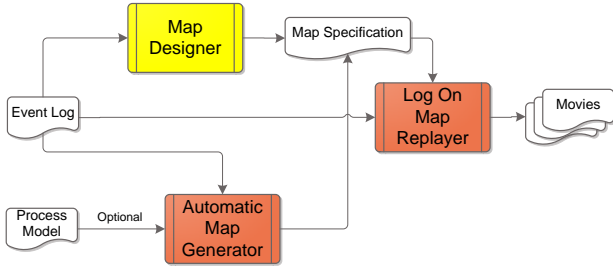 Map
Designer
Map Specification
Event Log
Log On
Map
Replayer
Movies
Process
Model
Optional
Automatic
Map
Generator